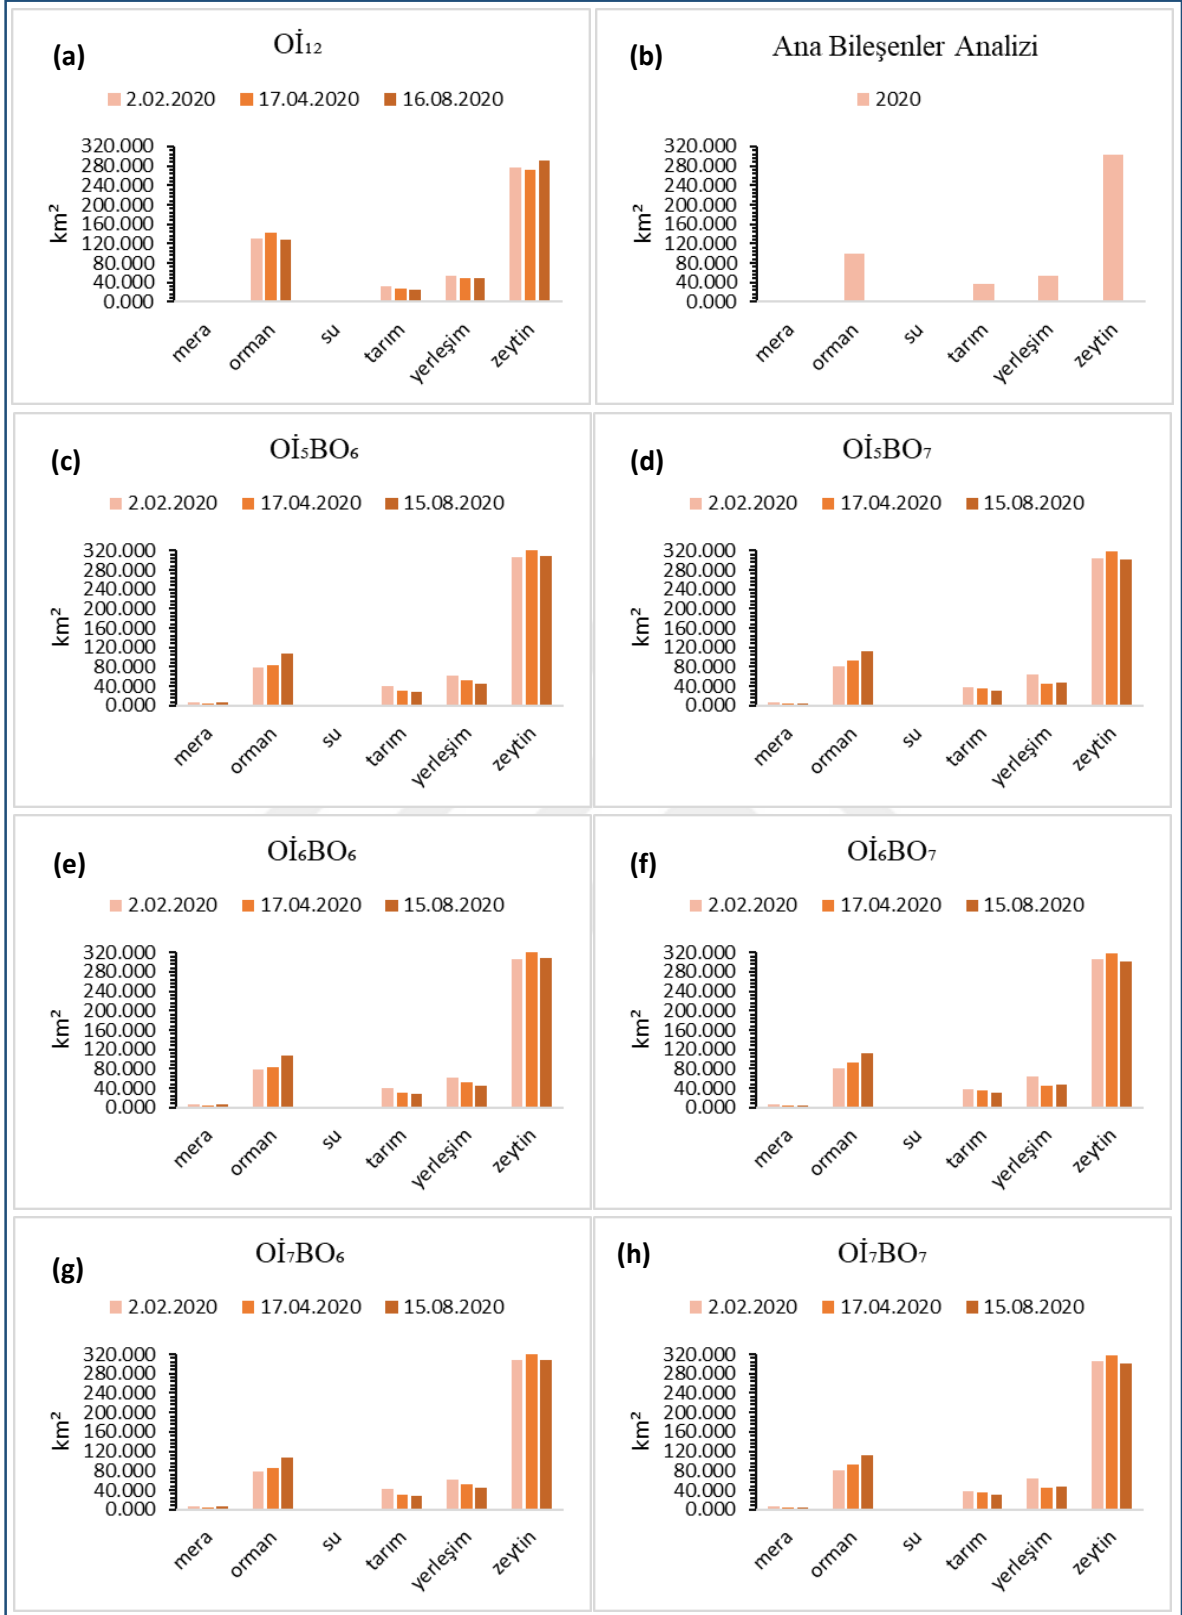 (a)
Oİ₁₂
2.02.2020 17.04.2020 16.08.2020
320.000
280.000
240.000
200.000
160.000
120.000
80.000
40.000
0.000
km²
mera orman su tarım yerleşim zeytin
(b)
Ana Bileşenler Analizi
2020
320.000
280.000
240.000
200.000
160.000
120.000
80.000
40.000
0.000
km²
mera orman su tarım yerleşim zeytin
(c)
Oİ₅BO₆
2.02.2020 17.04.2020 15.08.2020
320.000
280.000
240.000
200.000
160.000
120.000
80.000
40.000
0.000
km²
mera orman su tarım yerleşim zeytin
(d)
Oİ₅BO₇
2.02.2020 17.04.2020 15.08.2020
320.000
280.000
240.000
200.000
160.000
120.000
80.000
40.000
0.000
km²
mera orman su tarım yerleşim zeytin
(e)
Oİ₆BO₆
2.02.2020 17.04.2020 15.08.2020
320.000
280.000
240.000
200.000
160.000
120.000
80.000
40.000
0.000
km²
mera orman su tarım yerleşim zeytin
(f)
Oİ₆BO₇
2.02.2020 17.04.2020 15.08.2020
320.000
280.000
240.000
200.000
160.000
120.000
80.000
40.000
0.000
km²
mera orman su tarım yerleşim zeytin
(g)
Oİ₇BO₆
2.02.2020 17.04.2020 15.08.2020
320.000
280.000
240.000
200.000
160.000
120.000
80.000
40.000
0.000
km²
mera orman su tarım yerleşim zeytin
(h)
Oİ₇BO₇
2.02.2020 17.04.2020 15.08.2020
320.000
280.000
240.000
200.000
160.000
120.000
80.000
40.000
0.000
km²
mera orman su tarım yerleşim zeytin